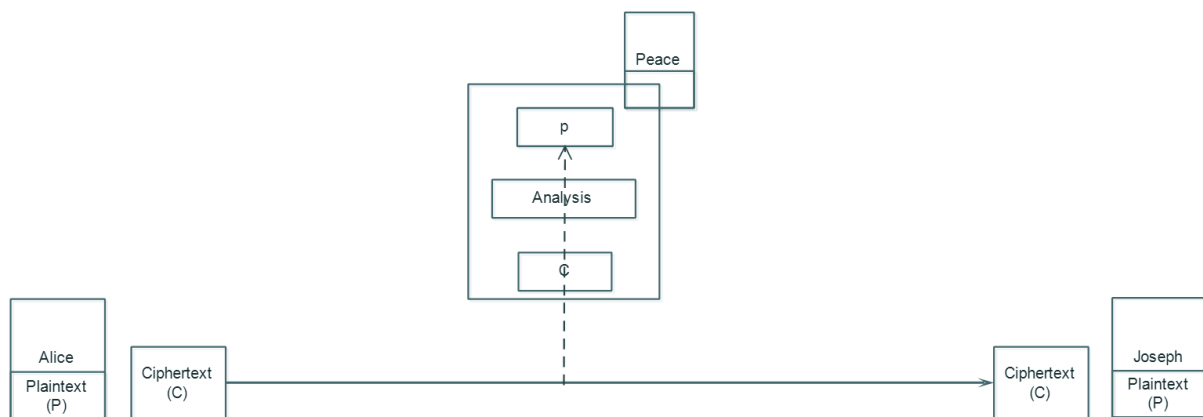 Peace
p
Analysis
C
Alice
Plaintext
(P)
Ciphertext
(C)
Ciphertext
(C)
Joseph
Plaintext
(P)